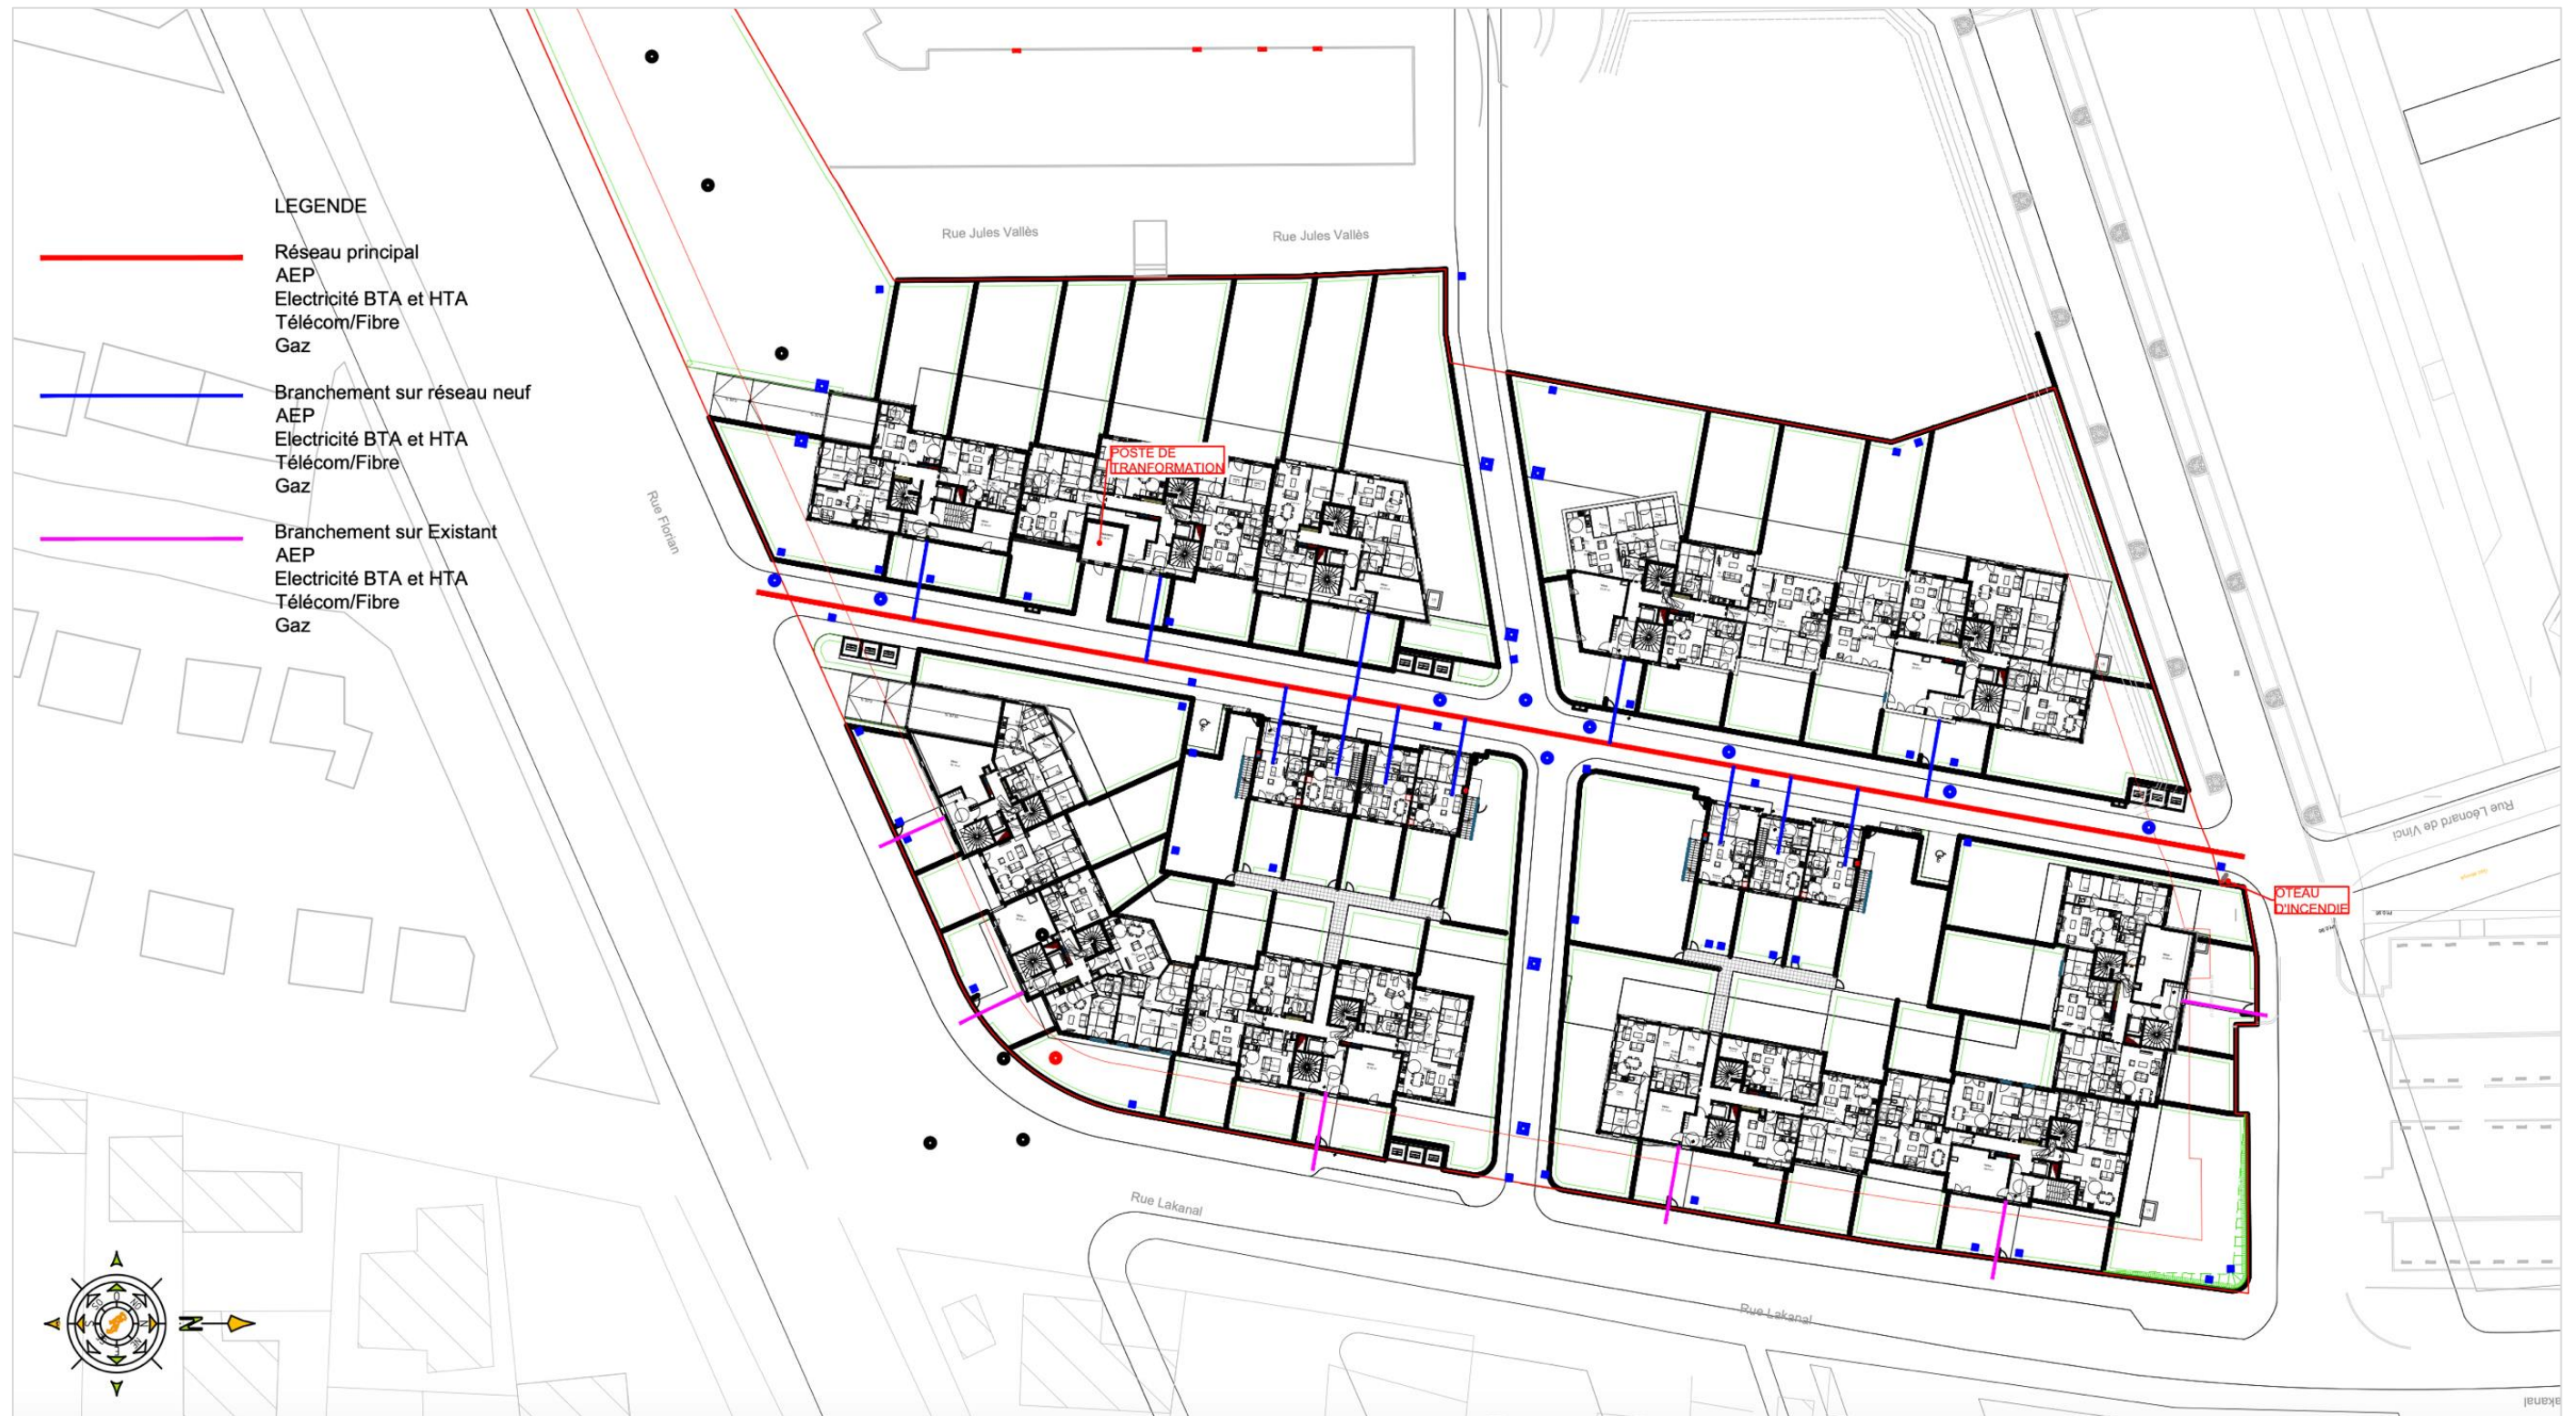 LEGENDE
Réseau principal
AEP
Electricité BTA et HTA
Télécom/Fibre
Gaz
Branchement sur réseau neuf
AEP
Electricité BTA et HTA
Télécom/Fibre
Gaz
Branchement sur Existant
AEP
Electricité BTA et HTA
Télécom/Fibre
Gaz
Rue Jules Vallès
Rue Jules Vallès
POSTE DE
TRANFORMATION
Rue Florian
Rue Léonard de Vinci
OTEAU
D'INCENDIE
Rue Lakanal
Rue Lakanal
akanal
N